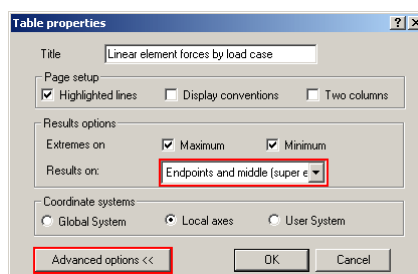 Table properties
Title Linear element forces by load case
Page setup
Highlighted lines Display conventions Two columns
Results options
Extremes on Maximum Minimum
Results on: Endpoints and middle (super e
Coordinate systems
Global System Local axes User System
Advanced options << OK Cancel